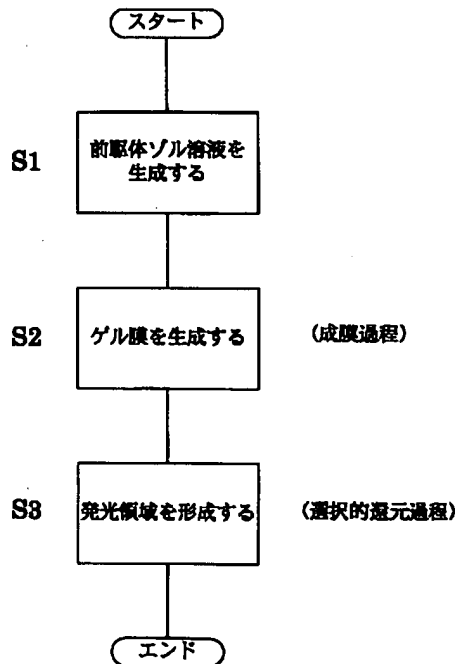 スタート
S1
前駆体ゾル溶液を
生成する
S2
ゲル膜を生成する
(成膜過程)
S3
発光領域を形成する
(選択的還元過程)
エンド